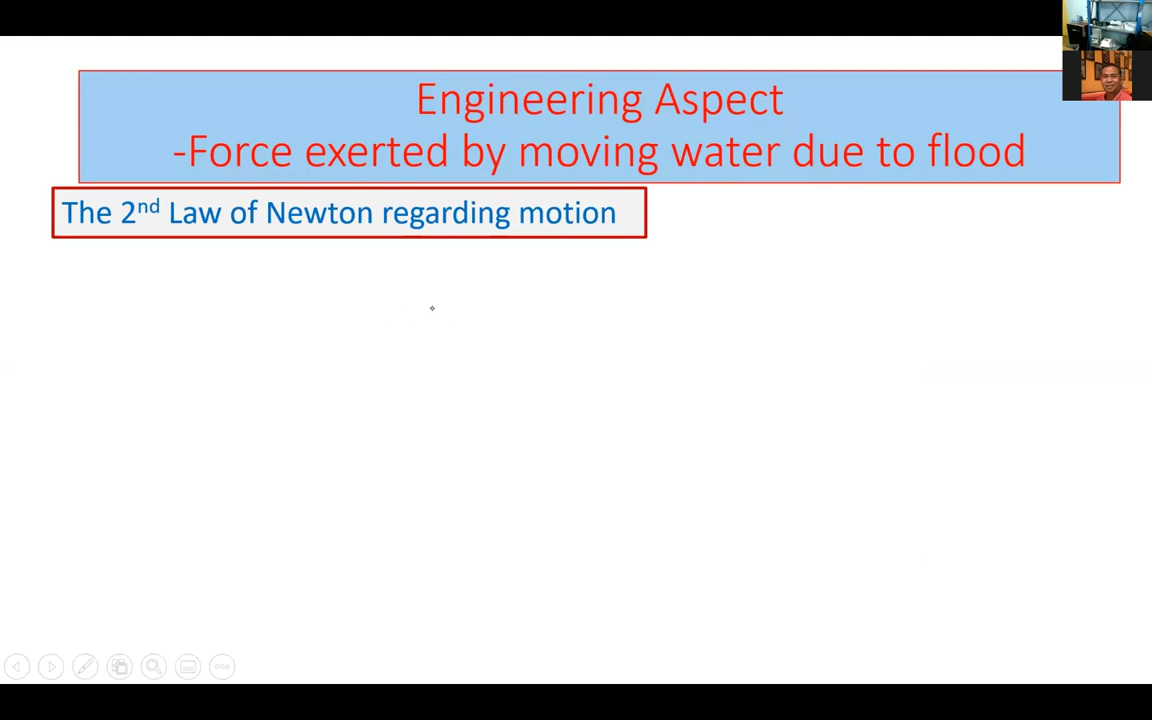 Engineering Aspect
-Force exerted by moving water due to flood
The 2nd Law of Newton regarding motion